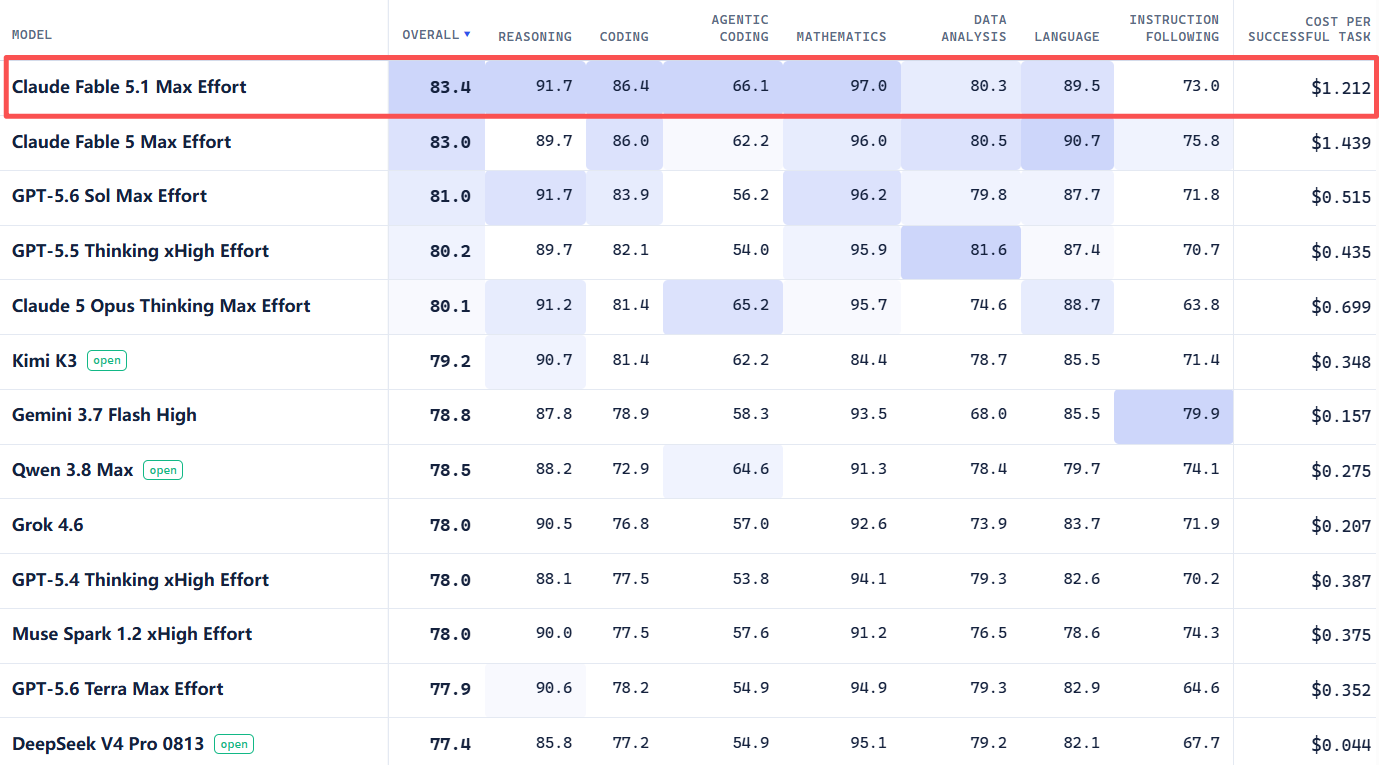 MODEL OVERALL▼ REASONING CODING AGENTIC CODING MATHEMATICS DATA ANALYSIS LANGUAGE INSTRUCTION FOLLOWING COST PER SUCCESSFUL TASK
Claude Fable 5.1 Max Effort 83.4 91.7 86.4 66.1 97.0 80.3 89.5 73.0 $1.212
Claude Fable 5 Max Effort 83.0 89.7 86.0 62.2 96.0 80.5 90.7 75.8 $1.439
GPT-5.6 Sol Max Effort 81.0 91.7 83.9 56.2 96.2 79.8 87.7 71.8 $0.515
GPT-5.5 Thinking xHigh Effort 80.2 89.7 82.1 54.0 95.9 81.6 87.4 70.7 $0.435
Claude 5 Opus Thinking Max Effort 80.1 91.2 81.4 65.2 95.7 74.6 88.7 63.8 $0.699
Kimi K3 open 79.2 90.7 81.4 62.2 84.4 78.7 85.5 71.4 $0.348
Gemini 3.7 Flash High 78.8 87.8 78.9 58.3 93.5 68.0 85.5 79.9 $0.157
Qwen 3.8 Max open 78.5 88.2 72.9 64.6 91.3 78.4 79.7 74.1 $0.275
Grok 4.6 78.0 90.5 76.8 57.0 92.6 73.9 83.7 71.9 $0.207
GPT-5.4 Thinking xHigh Effort 78.0 88.1 77.5 53.8 94.1 79.3 82.6 70.2 $0.387
Muse Spark 1.2 xHigh Effort 78.0 90.0 77.5 57.6 91.2 76.5 78.6 74.3 $0.375
GPT-5.6 Terra Max Effort 77.9 90.6 78.2 54.9 94.9 79.3 82.9 64.6 $0.352
DeepSeek V4 Pro 0813 open 77.4 85.8 77.2 54.9 95.1 79.2 82.1 67.7 $0.044